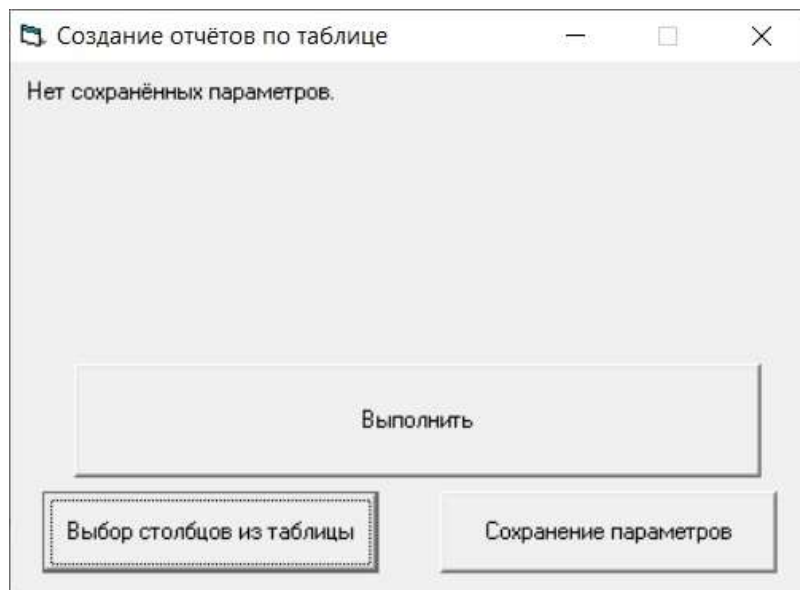 Создание отчётов по таблице
Нет сохранённых параметров.
Выполнить
Выбор столбцов из таблицы
Сохранение параметров